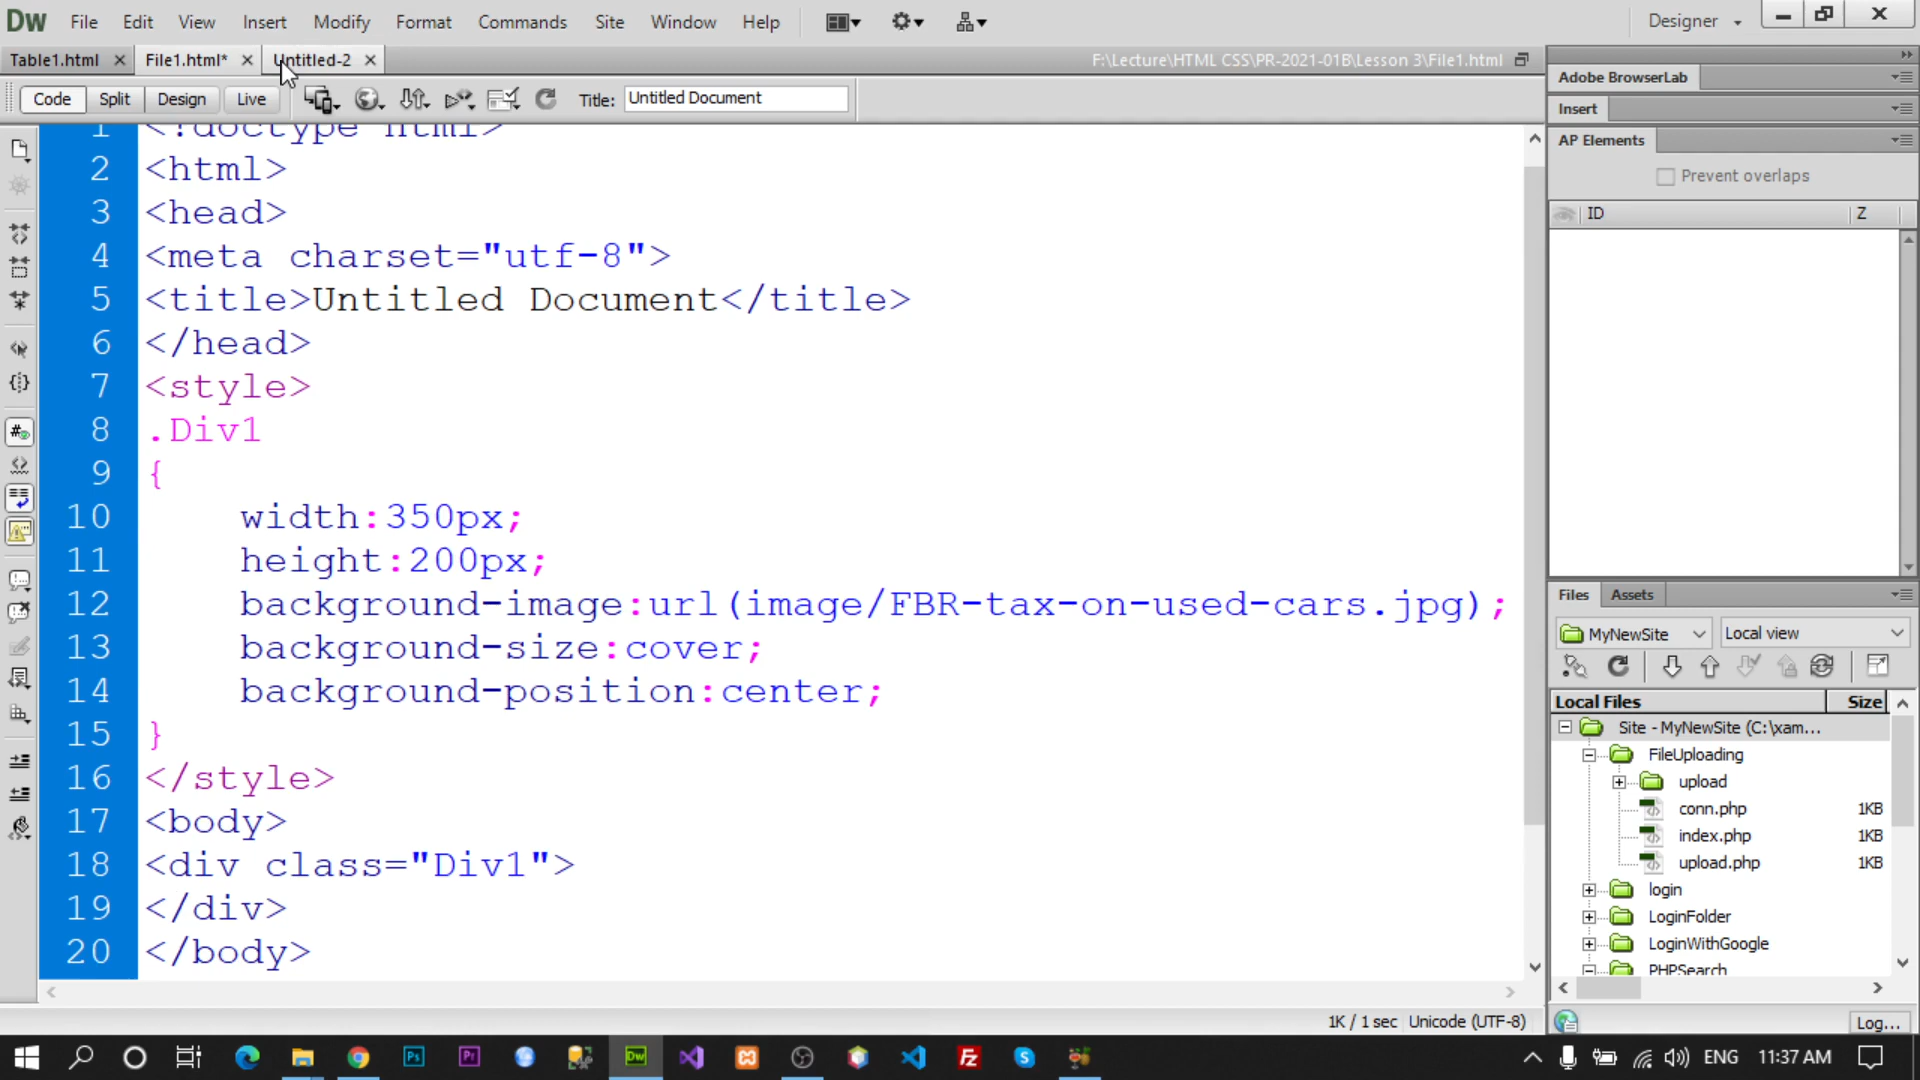 Dw File Edit View Insert Modify Format Commands Site Window Help Designer
Table1.html File1.html* Untitled-2 F:\Lecture\HTML CSS\PR-2021-01B\Lesson 3\File1.html
Code Split Design Live Title: Untitled Document
1 <!doctype html>
2 <html>
3 <head>
4 <meta charset="utf-8">
5 <title>Untitled Document</title>
6 </head>
7 <style>
8 .Div1
9 {
10 width:350px;
11 height:200px;
12 background-image:url(image/FBR-tax-on-used-cars.jpg);
13 background-size:cover;
14 background-position:center;
15 }
16 </style>
17 <body>
18 <div class="Div1">
19 </div>
20 </body>
1K / 1 sec Unicode (UTF-8)
Adobe BrowserLab
Insert
AP Elements
Prevent overlaps
ID Z
Files Assets
MyNewSite Local view
Local Files Size
Site - MyNewSite (C:\xam...
FileUploading
upload
conn.php 1KB
index.php 1KB
upload.php 1KB
login
LoginFolder
LoginWithGoogle
PHPSearch
Log...
Ps Pr Dw Fz S ENG 11:37 AM